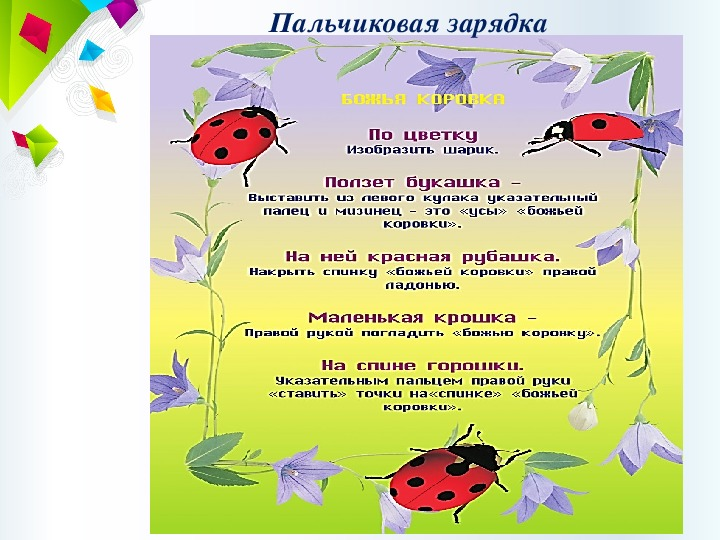 Пальчиковая зарядка
БОЖЬЯ КОРОВКА
По цветку
Изобразить шарик.
Ползет букашка –
Выставить из левого кулака указательный
палец и мизинец – это «усы» «божьей
коровки».
На ней красная рубашка.
Накрыть спинку «божьей коровки» правой
ладонью.
Маленькая крошка –
Правой рукой погладить «божью коровку».
На спине горошки.
Указательным пальцем правой руки
«ставить» точки на«спинке» «божьей
коровки».